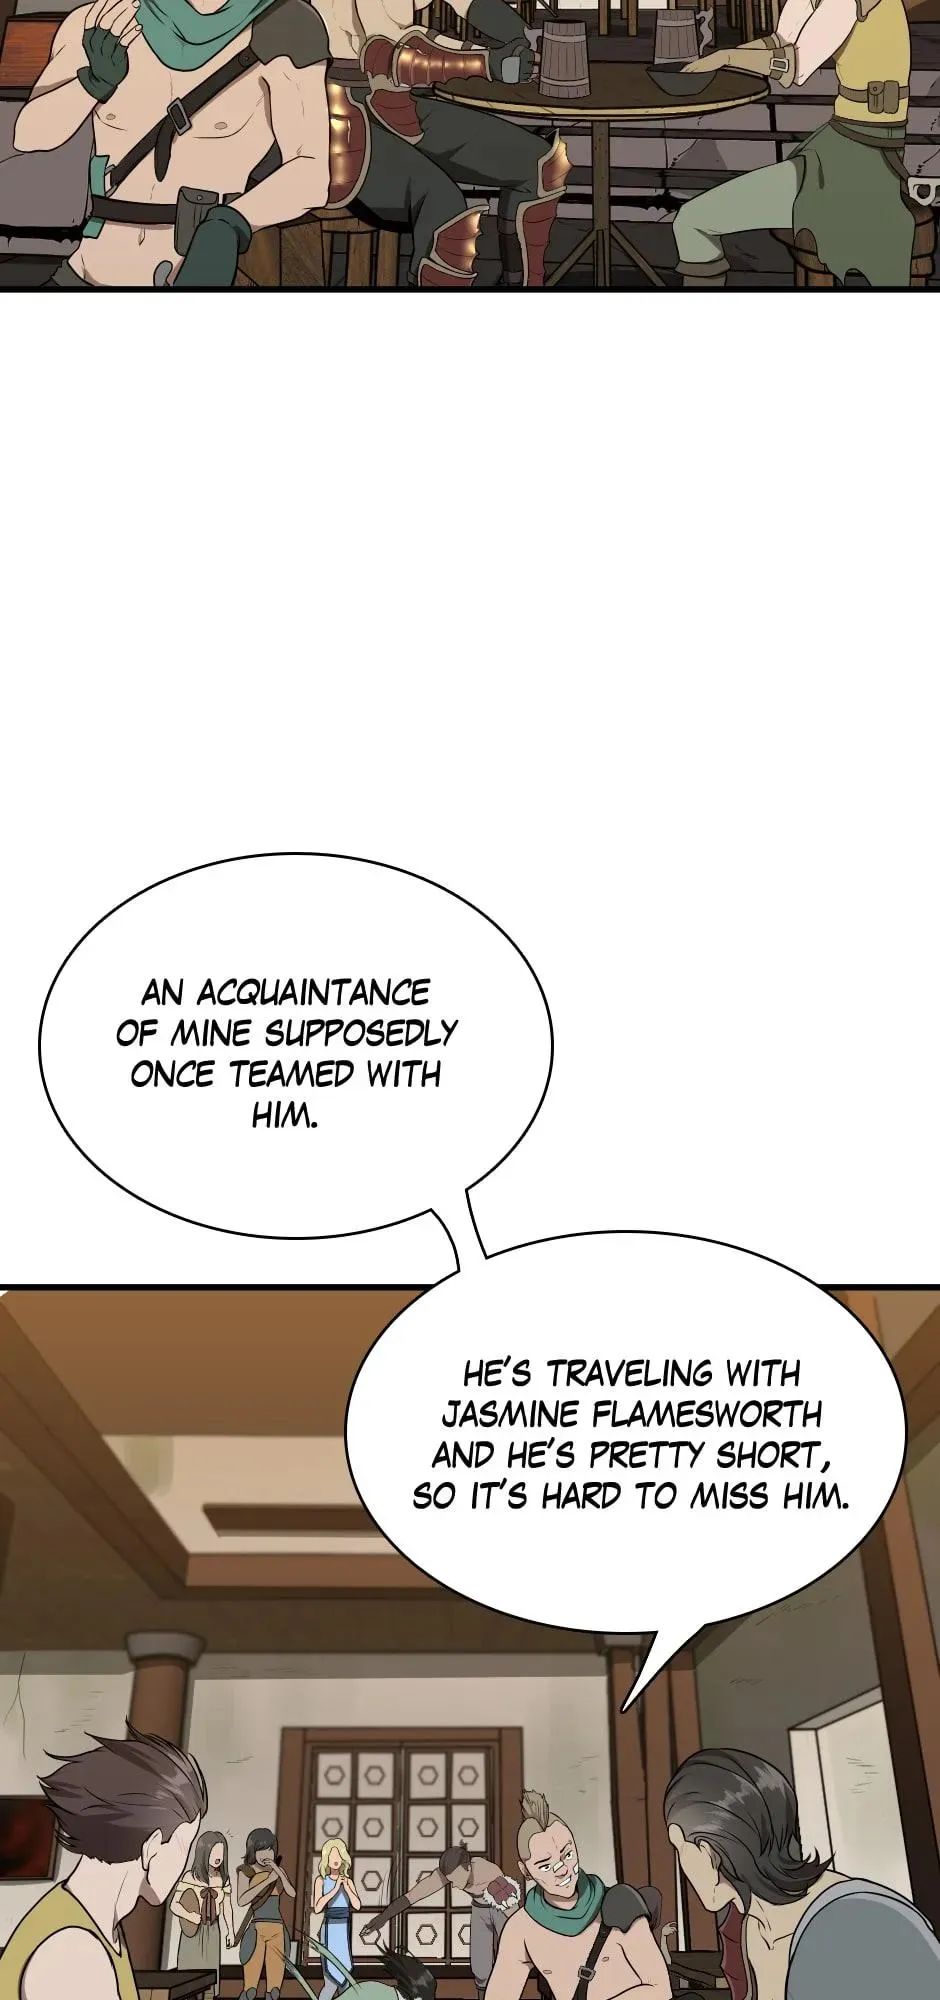 AN ACQUAINTANCE
OF MINE SUPPOSEDLY
ONCE TEAMED WITH
HIM.
HE'S TRAVELING WITH
JASMINE FLAMESWORTH
AND HE'S PRETTY SHORT,
SO IT'S HARD TO MISS HIM.